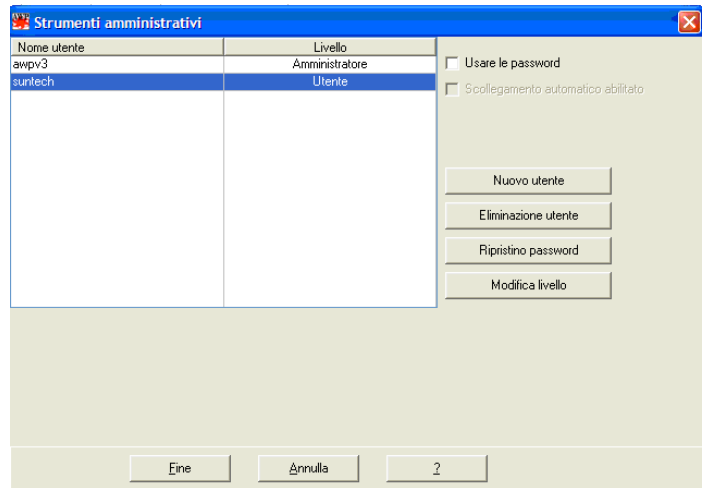 Strumenti amministrativi
Nome utente Livello
awpv3 Amministratore
suntech Utente
Usare le password
Scollegamento automatico abilitato
Nuovo utente
Eliminazione utente
Ripristino password
Modifica livello
Fine Annulla ?